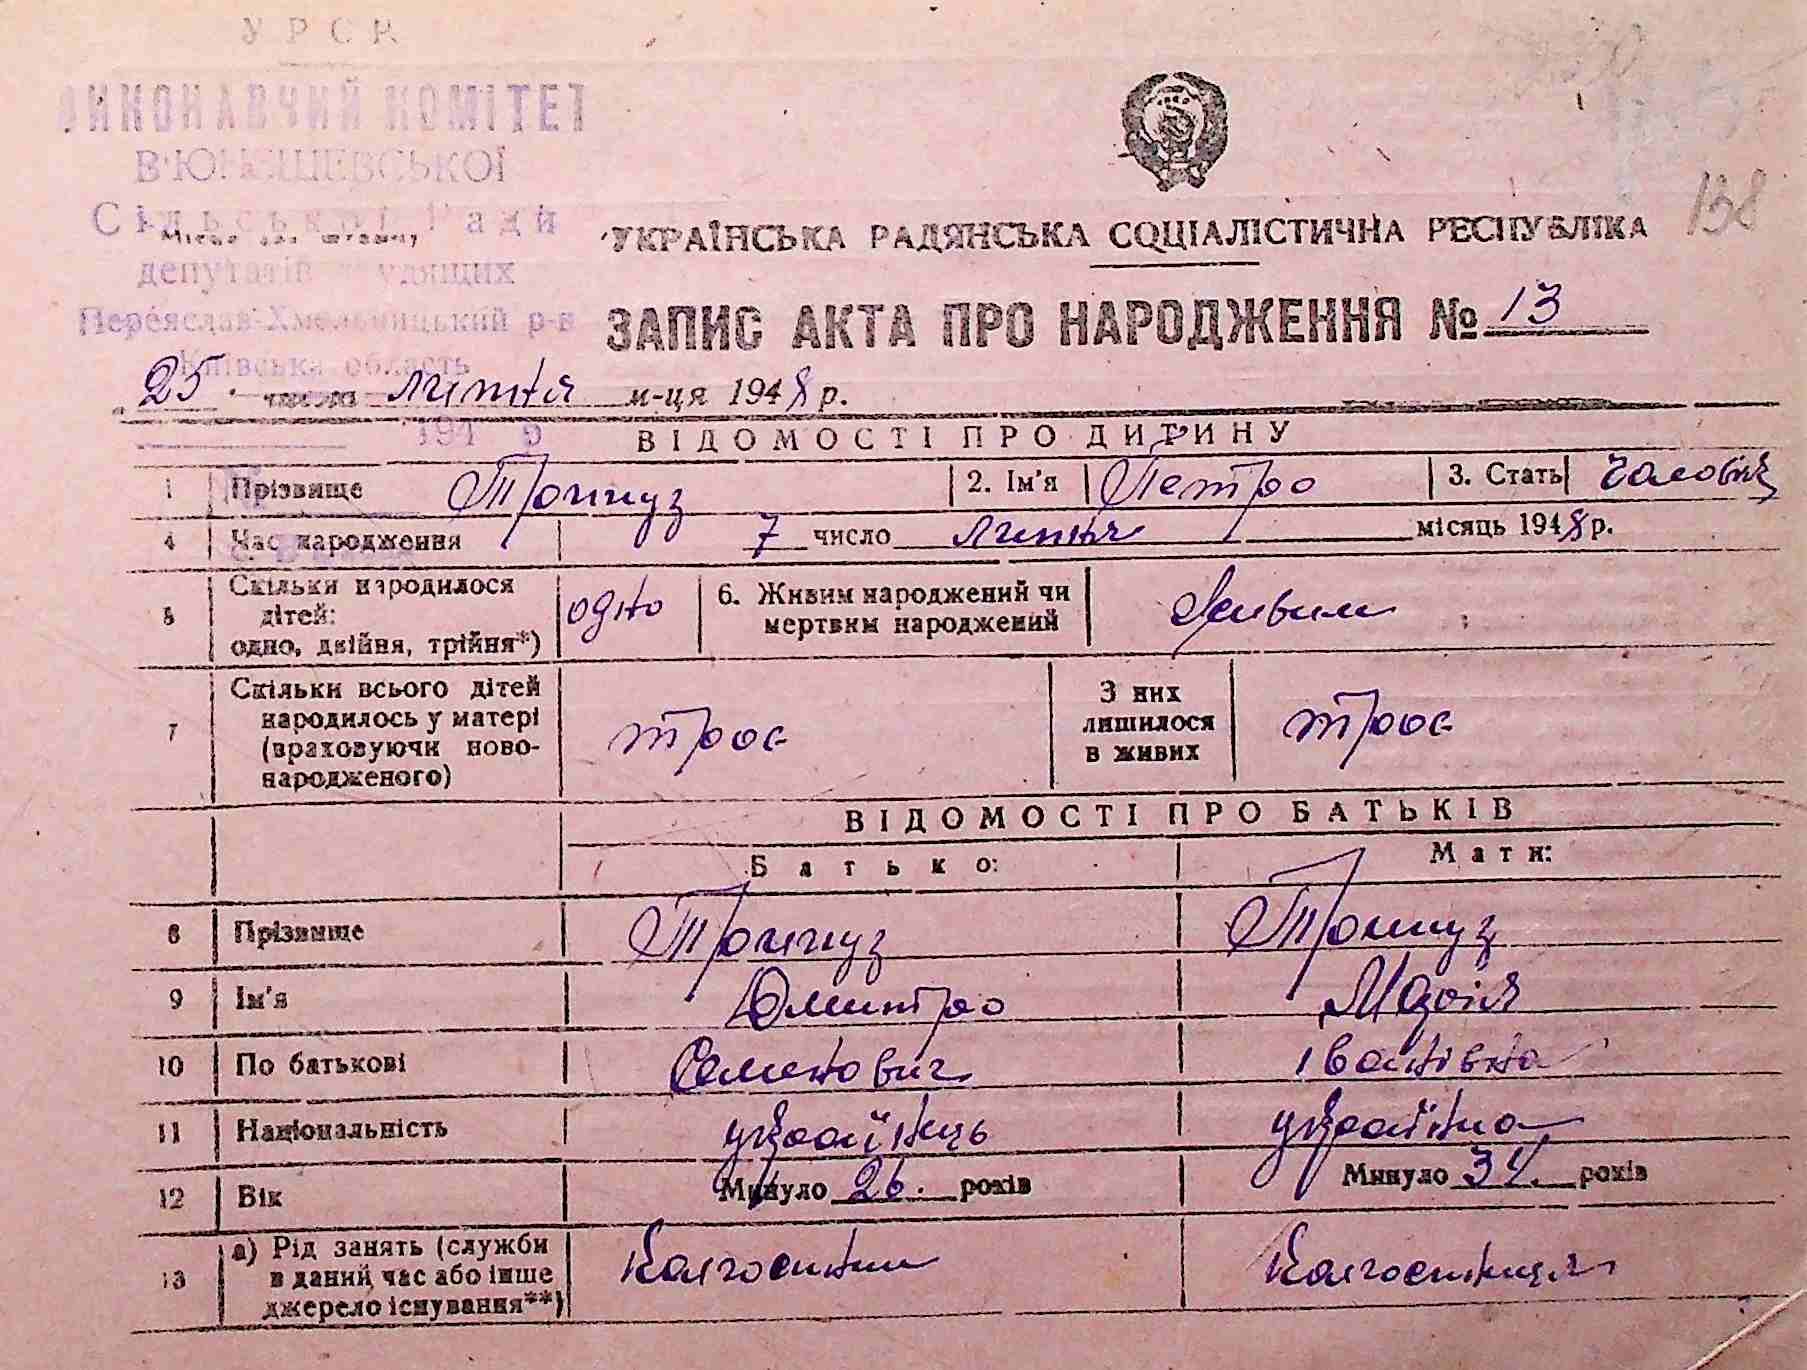 УРСР
ВИКОНАВЧИЙ КОМІТЕТ
Сільської Ради
депутатів трудящих
Переяслав-Хмельницький р-н
Київська область
138
УКРАЇНСЬКА РАДЯНСЬКА СОЦІАЛІСТИЧНА РЕСПУБЛІКА
ЗАПИС АКТА ПРО НАРОДЖЕННЯ № 13
25 числа липня м-ця 1948 р.
194 р
ВІДОМОСТІ ПРО ДИТИНУ
1 Прізвище 2. Ім'я Петро 3. Стать чоловіч
4 Час народження 7 число липня місяць 1948 р.
5 Скільки народилося дітей: одно, двійня, трійня*) одно 6. Живим народжений чи мертвим народжений живим
7 Скільки всього дітей народилось у матері (враховуючи новонародженого) троє З них лишилося в живих троє
ВІДОМОСТІ ПРО БАТЬКІВ
Батько: Мати:
8 Прізвище
9 Ім'я Дмитро Марія
10 По батькові Семенович Іванівна
11 Національність українець українка
12 Вік Минуло 26. років Минуло 34. років
13 а) Рід занять (служби в даний час або інше джерело існування**) Колгоспник Колгоспниця